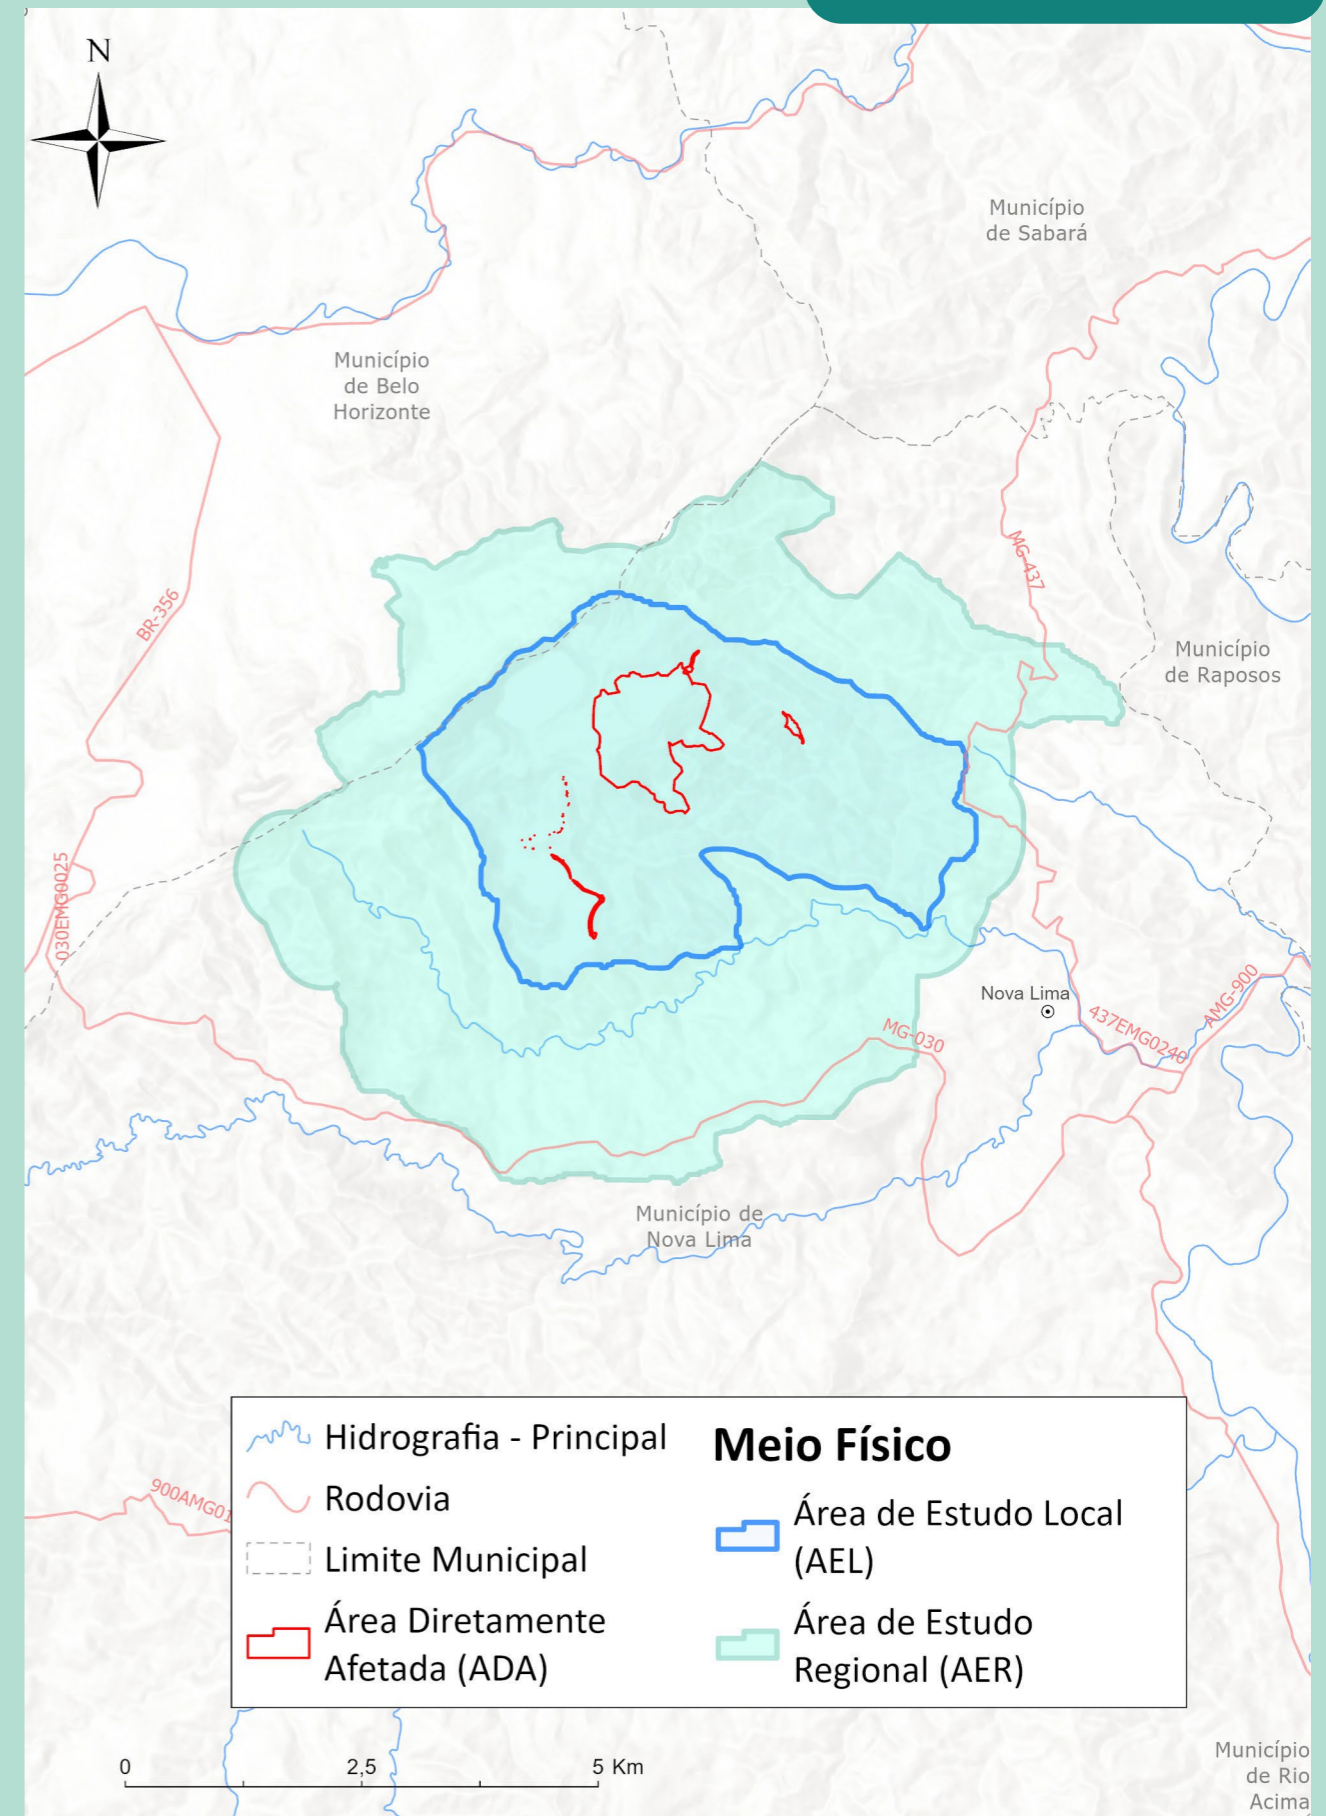 N
Município
de Sabará
Município
de Belo
Horizonte
MG-437
BR-356
Município
de Raposos
030EMG0025
Nova Lima
AMG-900
437EMG0240
MG-030
Município de
Nova Lima
900AMG01
Hidrografia - Principal
Rodovia
Limite Municipal
Área Diretamente
Afetada (ADA)
Meio Físico
Área de Estudo Local
(AEL)
Área de Estudo
Regional (AER)
0 2,5 5 Km
Município
de Rio
Acima